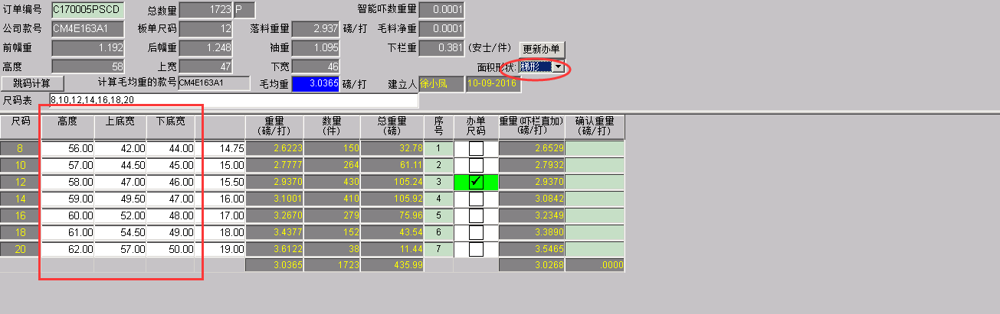 订单编号 C170005PSCD 总数量 1723 P 智能吓数重量 0.0001
公司款号 CM4E163A1 板单尺码 12 落料重量 2.937 磅/打 毛料净重 0.0001
前幅重 1.192 后幅重 1.248 袖重 1.095 下栏重 0.381 (安士/件) 更新办单
高度 58 上宽 47 下宽 46 面积形状: 梯形
跳码计算 计算毛均重的款号 CM4E163A1 毛均重 3.0365 磅/打 建立人 徐小凤 10-09-2016
尺码表 8,10,12,14,16,18,20
尺码 高度 上底宽 下底宽 重量(磅/打) 数量(件) 总重量(磅) 序号 办单尺码 重量(吓栏直加)(磅/打) 确认重量(磅/打)
8 56.00 42.00 44.00 14.75 2.6223 150 32.78 1 2.6529
10 57.00 44.50 45.00 15.00 2.7777 264 61.11 2 2.7932
12 58.00 47.00 46.00 15.50 2.9370 430 105.24 3 2.9370
14 59.00 49.50 47.00 16.00 3.1001 410 105.92 4 3.0842
16 60.00 52.00 48.00 17.00 3.2670 279 75.96 5 3.2349
18 61.00 54.50 49.00 18.00 3.4377 152 43.54 6 3.3890
20 62.00 57.00 50.00 19.00 3.6122 38 11.44 7 3.5465
3.0365 1723 435.99 3.0268 .0000